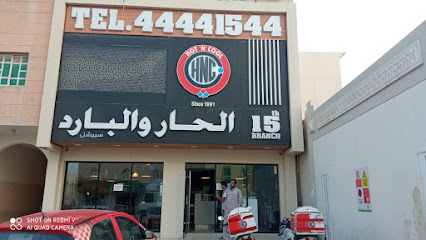 TEL.44441544
HOT N COOL
HNC
Since 1991
الحار والبارد
سبيشل
15th
BRANCH
SHOT ON REDMI 9
AI QUAD CAMERA